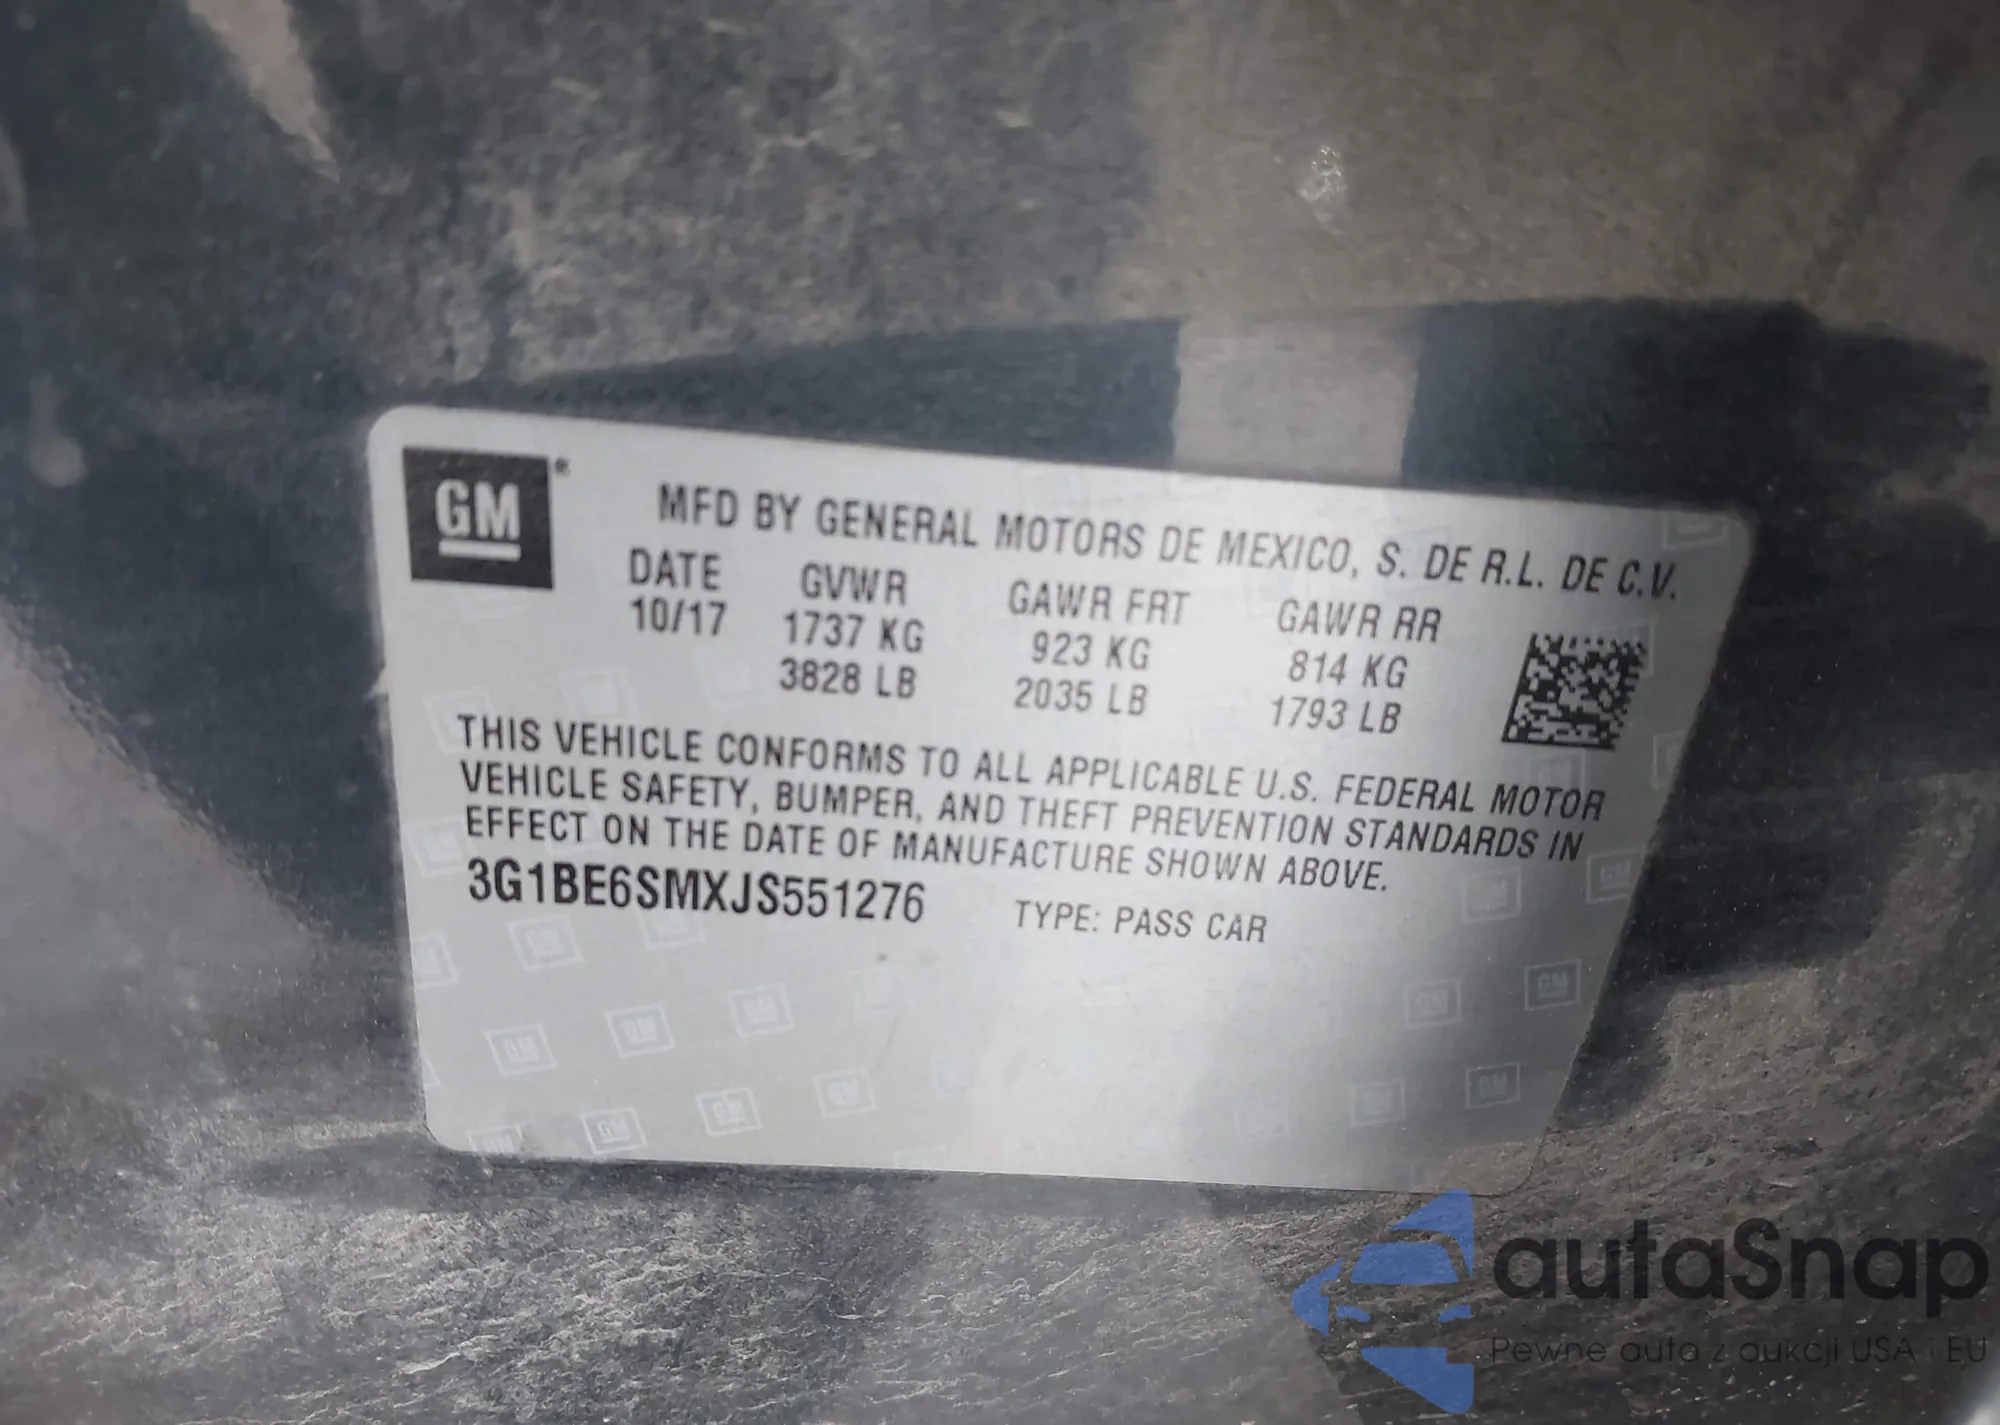 GM®
MFD BY GENERAL MOTORS DE MEXICO, S. DE R.L. DE C.V.
DATE GVWR GAWR FRT GAWR RR
10/17 1737 KG 923 KG 814 KG
3828 LB 2035 LB 1793 LB
THIS VEHICLE CONFORMS TO ALL APPLICABLE U.S. FEDERAL MOTOR
VEHICLE SAFETY, BUMPER, AND THEFT PREVENTION STANDARDS IN
EFFECT ON THE DATE OF MANUFACTURE SHOWN ABOVE.
3G1BE6SMXJS551276 TYPE: PASS CAR
autaSnap
Pewne auta z aukcji USA i EU